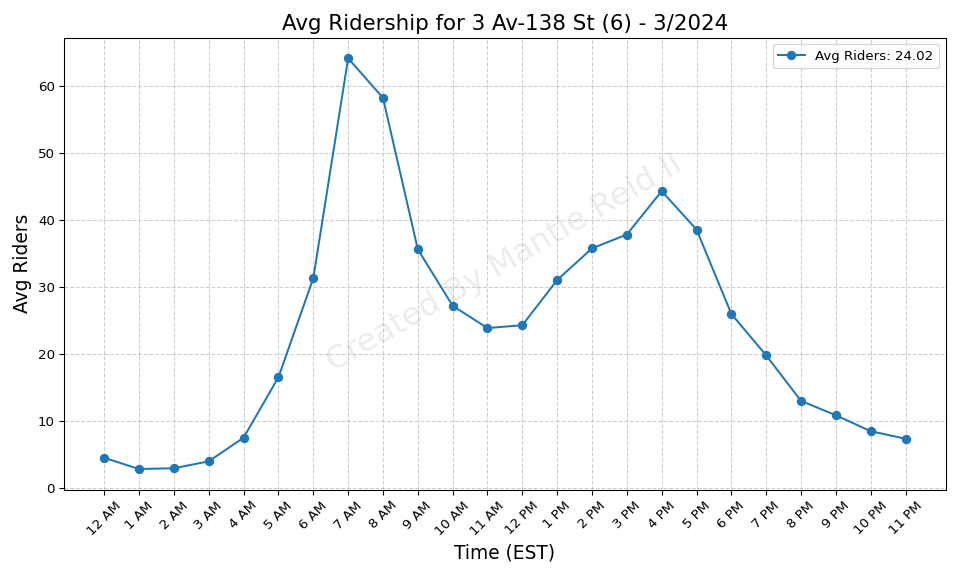 Avg Ridership for 3 Av-138 St (6) - 3/2024
Avg Riders: 24.02
Avg Riders
60
50
40
30
20
10
0
Created By Mantle Reid II
12 AM
1 AM
2 AM
3 AM
4 AM
5 AM
6 AM
7 AM
8 AM
9 AM
10 AM
11 AM
12 PM
1 PM
2 PM
3 PM
4 PM
5 PM
6 PM
7 PM
8 PM
9 PM
10 PM
11 PM
Time (EST)